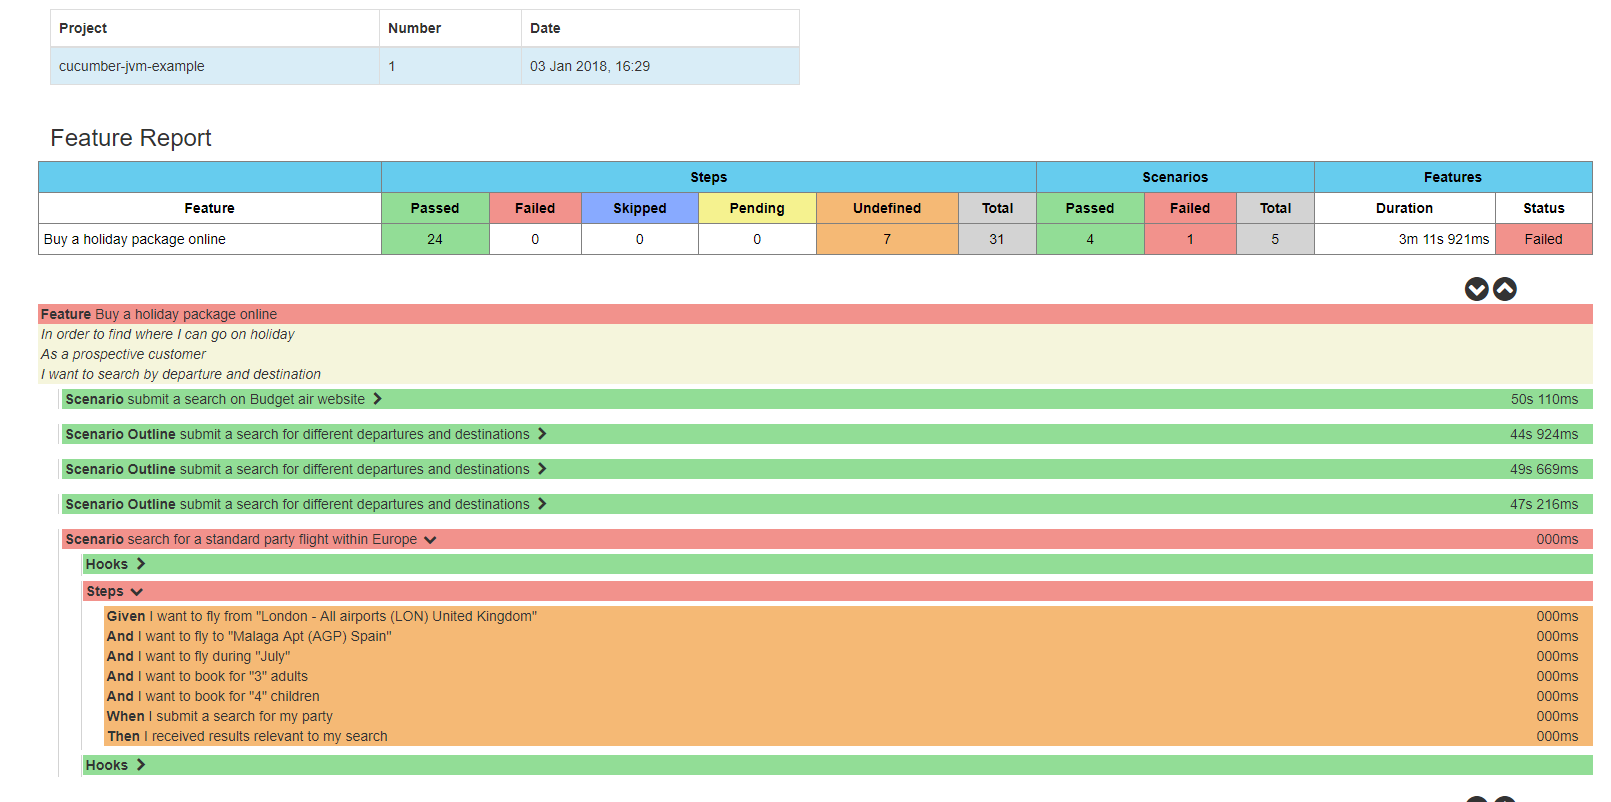 Project Number Date
cucumber-jvm-example 1 03 Jan 2018, 16:29
Feature Report
Steps Scenarios Features
Feature Passed Failed Skipped Pending Undefined Total Passed Failed Total Duration Status
Buy a holiday package online 24 0 0 0 7 31 4 1 5 3m 11s 921ms Failed
Feature Buy a holiday package online
In order to find where I can go on holiday
As a prospective customer
I want to search by departure and destination
Scenario submit a search on Budget air website 50s 110ms
Scenario Outline submit a search for different departures and destinations 44s 924ms
Scenario Outline submit a search for different departures and destinations 49s 669ms
Scenario Outline submit a search for different departures and destinations 47s 216ms
Scenario search for a standard party flight within Europe 000ms
Hooks
Steps
Given I want to fly from "London - All airports (LON) United Kingdom" 000ms
And I want to fly to "Malaga Apt (AGP) Spain" 000ms
And I want to fly during "July" 000ms
And I want to book for "3" adults 000ms
And I want to book for "4" children 000ms
When I submit a search for my party 000ms
Then I received results relevant to my search 000ms
Hooks